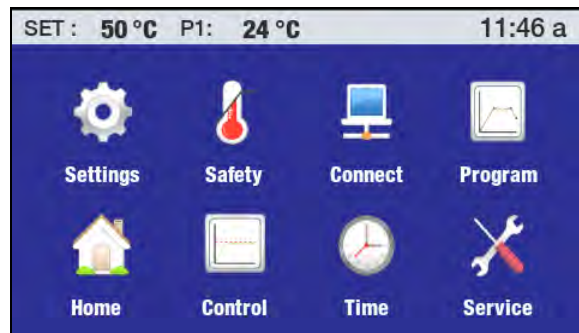 SET : 50 °C P1: 24 °C 11:46 a
Settings Safety Connect Program
Home Control Time Service